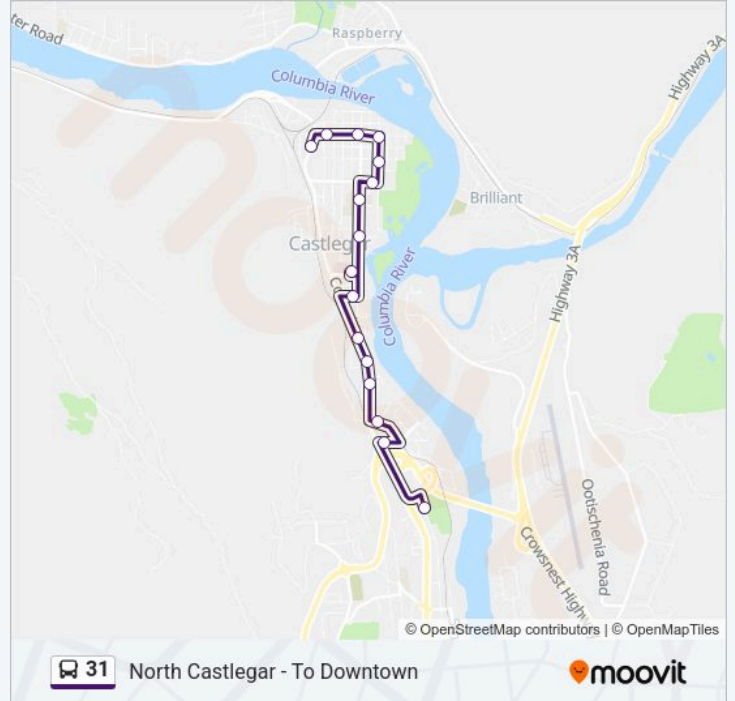 ter Road
Raspberry
Highway 3A
Columbia River
Brilliant
Castlegar
Columbia River
Highway 3A
Ootischenia Road
Crowsnest Highw
© OpenStreetMap contributors | © OpenMapTiles
31 North Castlegar - To Downtown
moovit